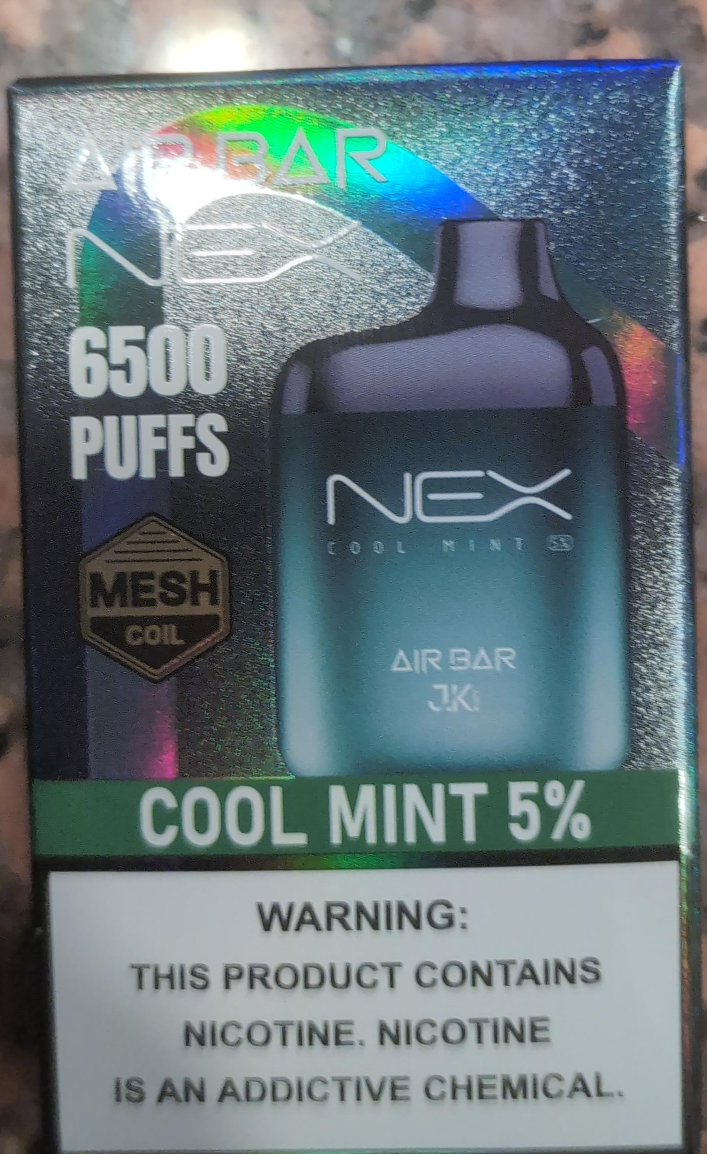 AIR BAR
NEX
6500
PUFFS
MESH
COIL
NEX
COOL MINT 5%
AIR BAR
COOL MINT 5%
WARNING:
THIS PRODUCT CONTAINS
NICOTINE. NICOTINE
IS AN ADDICTIVE CHEMICAL.